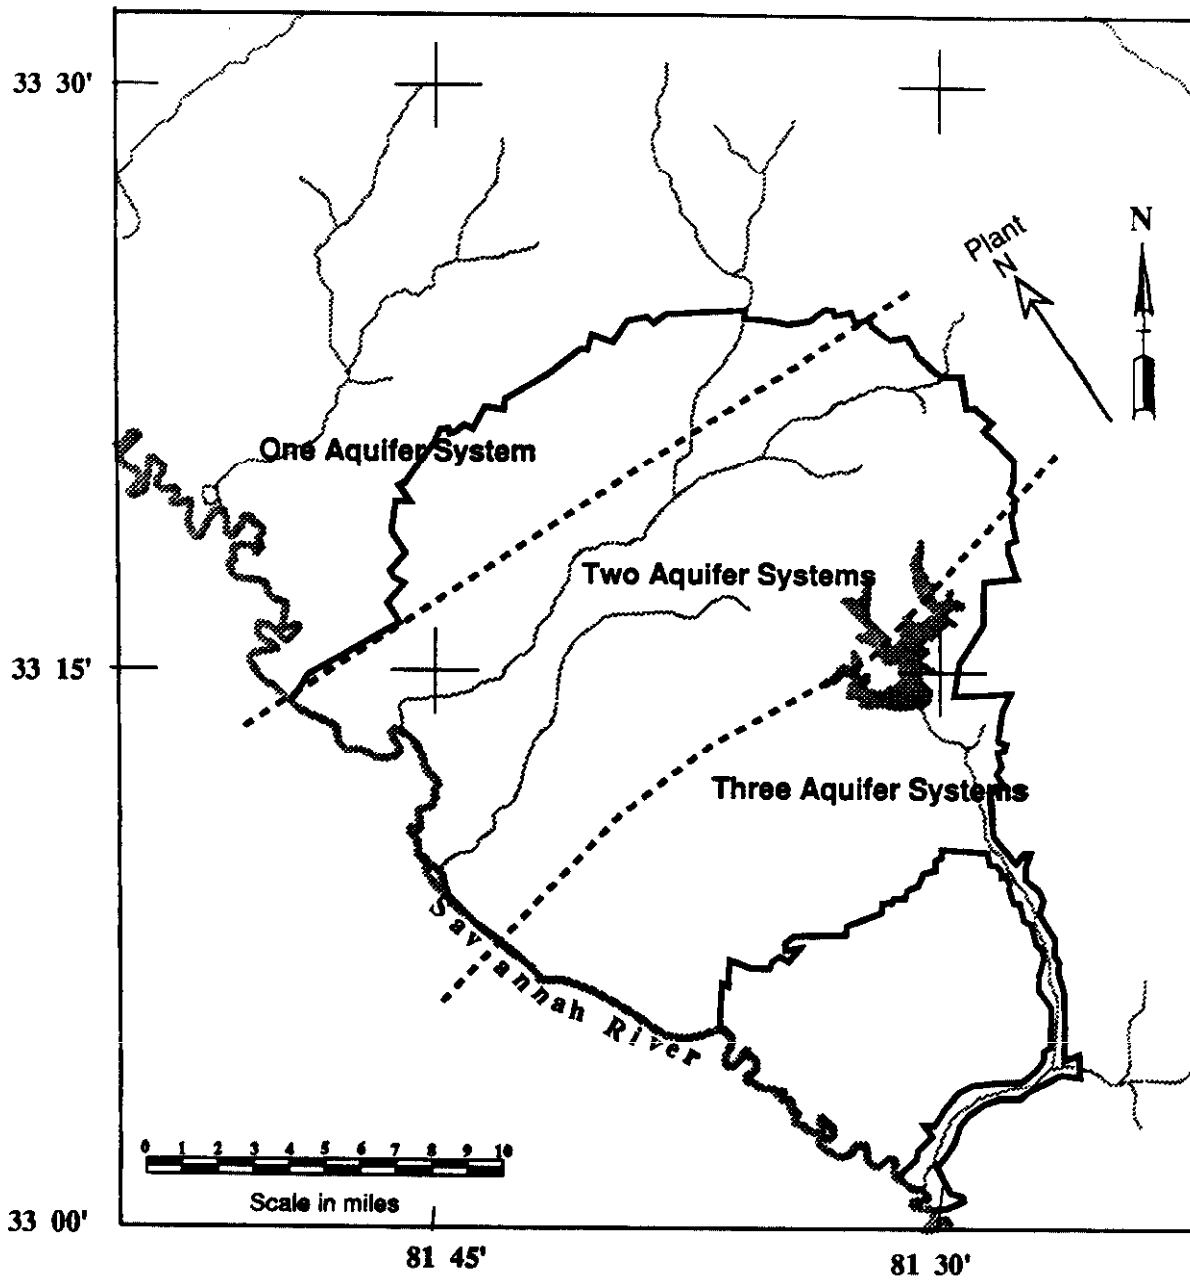 33 30'
N
Plant
N
One Aquifer System
Two Aquifer Systems
33 15'
Three Aquifer Systems
Savannah River
0 1 2 3 4 5 6 7 8 9 10
Scale in miles
33 00'
81 45'
81 30'